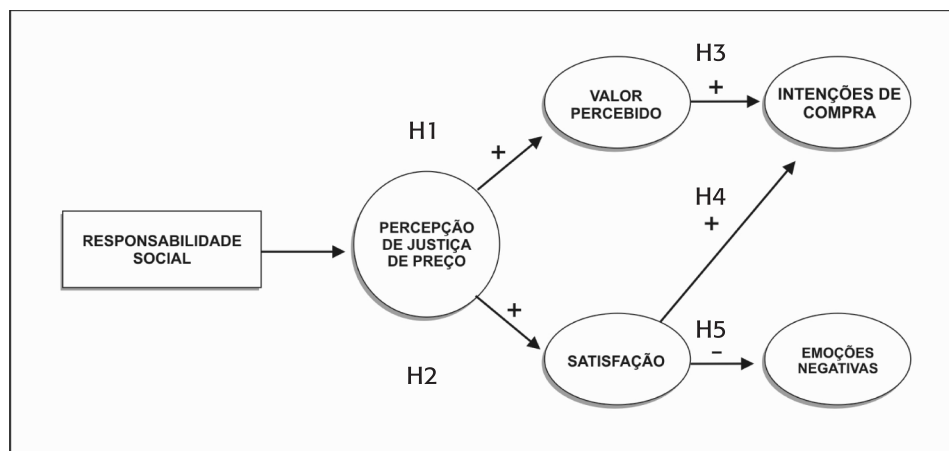 H3
VALOR
PERCEBIDO
+
INTENÇÕES DE
COMPRA
H1
+
H4
+
RESPONSABILIDADE
SOCIAL
PERCEPÇÃO
DE JUSTIÇA
DE PREÇO
+
H2
SATISFAÇÃO
H5
-
EMOÇÕES
NEGATIVAS